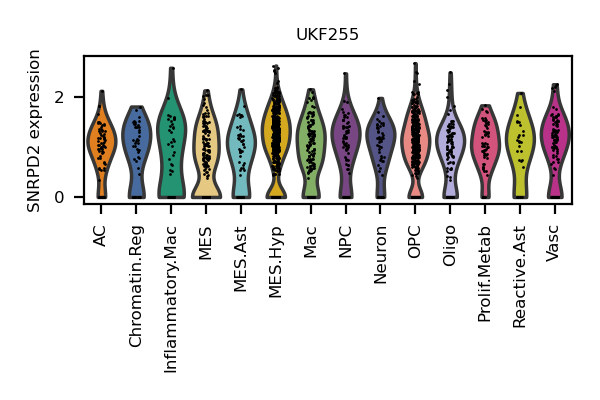 UKF255
SNRPD2 expression
2
0
AC
Chromatin.Reg
Inflammatory.Mac
MES
MES.Ast
MES.Hyp
Mac
NPC
Neuron
OPC
Oligo
Prolif.Metab
Reactive.Ast
Vasc